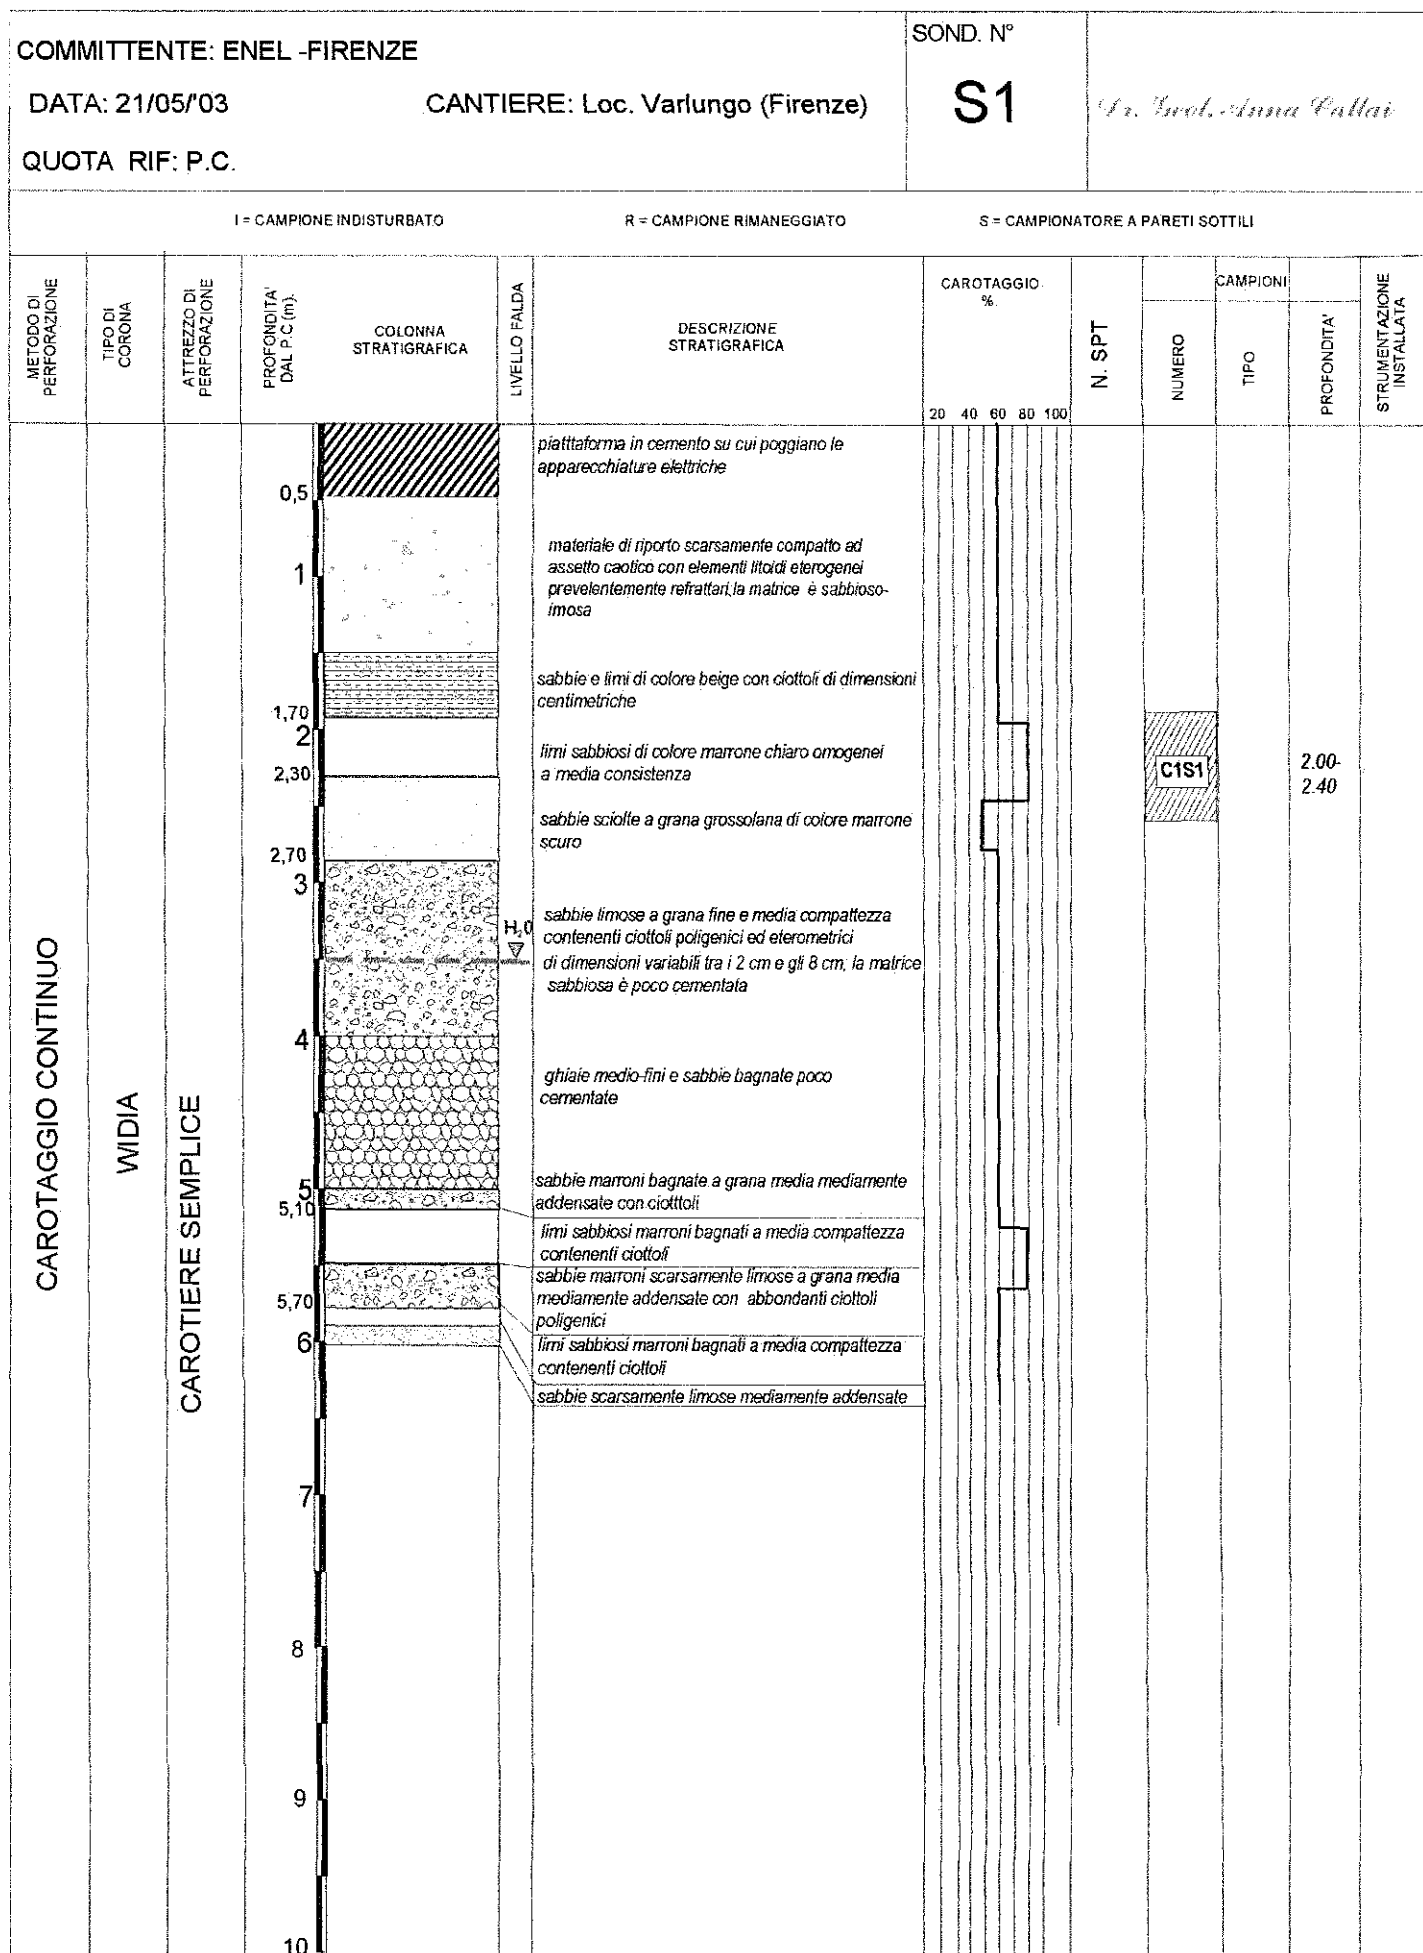 COMMITTENTE: ENEL -FIRENZE
DATA: 21/05/'03
CANTIERE: Loc. Varlungo (Firenze)
QUOTA RIF: P.C.
SOND. N°
S1
Anna
I = CAMPIONE INDISTURBATO
R = CAMPIONE RIMANEGGIATO
S = CAMPIONATORE A PARETI SOTTILI
METODO DI
PERFORAZIONE
TIPO DI
CORONA
ATTREZZO DI
PERFORAZIONE
PROFONDITA'
DAL P.C.(m).
COLONNA
STRATIGRAFICA
LIVELLO FALDA
DESCRIZIONE
STRATIGRAFICA
CAROTAGGIO
%
20 40 60 80 100
N. SPT
CAMPIONI
NUMERO
TIPO
PROFONDITA'
STRUMENTAZIONE
INSTALLATA
CAROTAGGIO CONTINUO
WIDIA
CAROTIERE SEMPLICE
0,5
1
1,70
2
2,30
2,70
3
4
5
5,10
5,70
6
7
8
9
10
H₂0
piatttaforma in cemento su cui poggiano le
apparecchiature elettriche
materiale di riporto scarsamente compatto ad
assetto caotico con elementi litoidi eterogenei
prevelentemente refrattari,la matrice è sabbioso-
imosa
sabbie e limi di colore beige con ciottoli di dimensioni
centimetriche
limi sabbiosi di colore marrone chiaro omogenei
a media consistenza
sabbie sciolte a grana grossolana di colore marrone
scuro
sabbie limose a grana fine e media compattezza
contenenti ciottoli poligenici ed eterometrici
di dimensioni variabili tra i 2 cm e gli 8 cm, la matrice
sabbiosa è poco cementata
ghiaie medio-fini e sabbie bagnate poco
cementate
sabbie marroni bagnate a grana media mediamente
addensate con ciotttoli
limi sabbiosi marroni bagnati a media compattezza
contenenti ciottoli
sabbie marroni scarsamente limose a grana media
mediamente addensate con abbondanti ciottoli
poligenici
limi sabbiosi marroni bagnati a media compattezza
contenenti ciottoli
sabbie scarsamente limose mediamente addensate
C1S1
2.00-
2.40